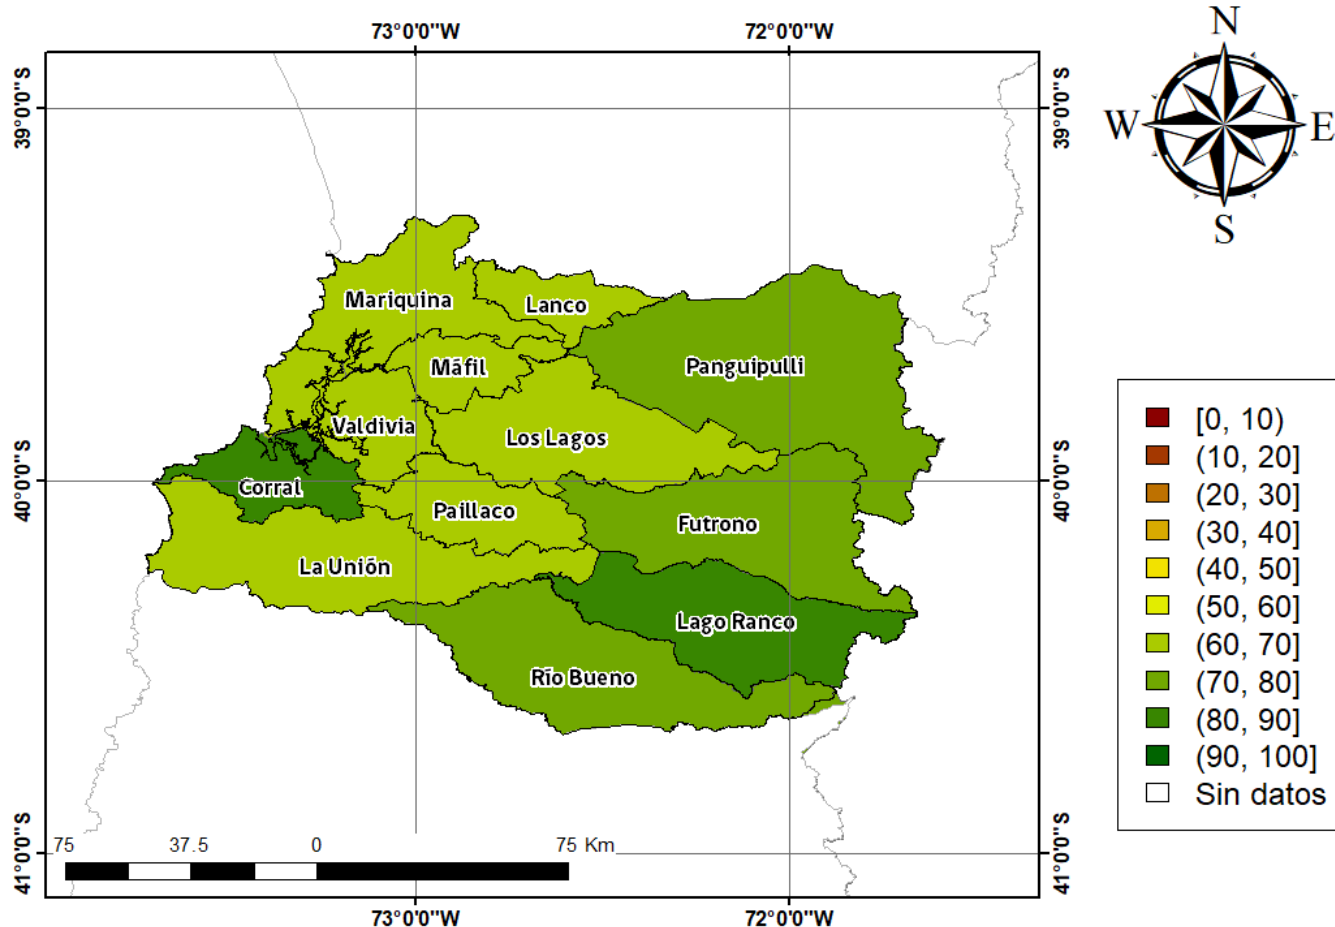 73°0'0"W 72°0'0"W
N
W E
S
39°0'0"S 39°0'0"S
Mariquina Lanco
Máfil Panguipulli
Valdivia Los Lagos
40°0'0"S Corral 40°0'0"S
Paillaco Futrono
La Unión
Lago Ranco
Río Bueno
[0, 10)
(10, 20]
(20, 30]
(30, 40]
(40, 50]
(50, 60]
(60, 70]
(70, 80]
(80, 90]
(90, 100]
Sin datos
75 37.5 0 75 Km
41°0'0"S 41°0'0"S
73°0'0"W 72°0'0"W